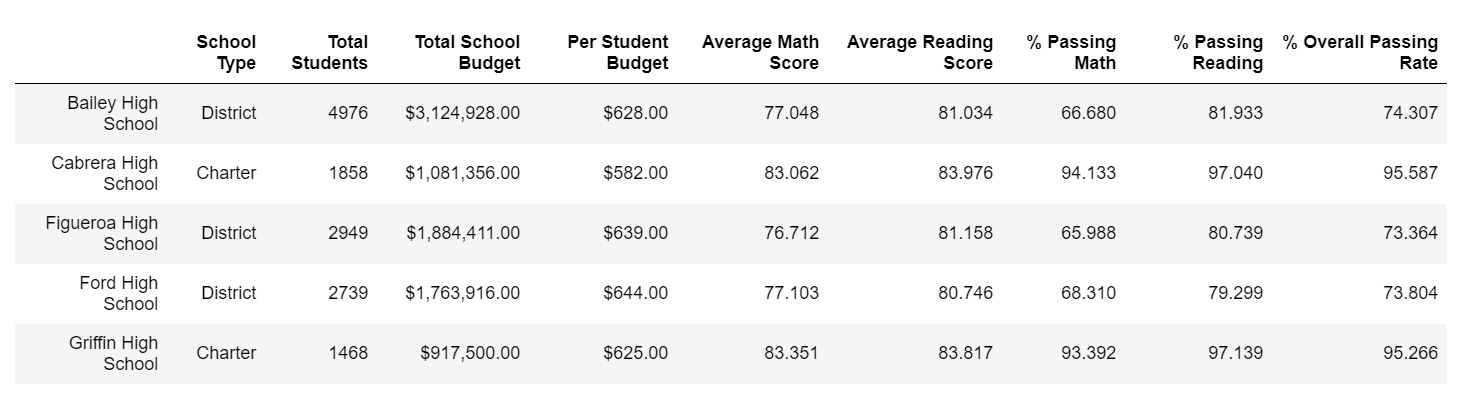 School Type Total Students Total School Budget Per Student Budget Average Math Score Average Reading Score % Passing Math % Passing Reading % Overall Passing Rate
Bailey High School District 4976 $3,124,928.00 $628.00 77.048 81.034 66.680 81.933 74.307
Cabrera High School Charter 1858 $1,081,356.00 $582.00 83.062 83.976 94.133 97.040 95.587
Figueroa High School District 2949 $1,884,411.00 $639.00 76.712 81.158 65.988 80.739 73.364
Ford High School District 2739 $1,763,916.00 $644.00 77.103 80.746 68.310 79.299 73.804
Griffin High School Charter 1468 $917,500.00 $625.00 83.351 83.817 93.392 97.139 95.266